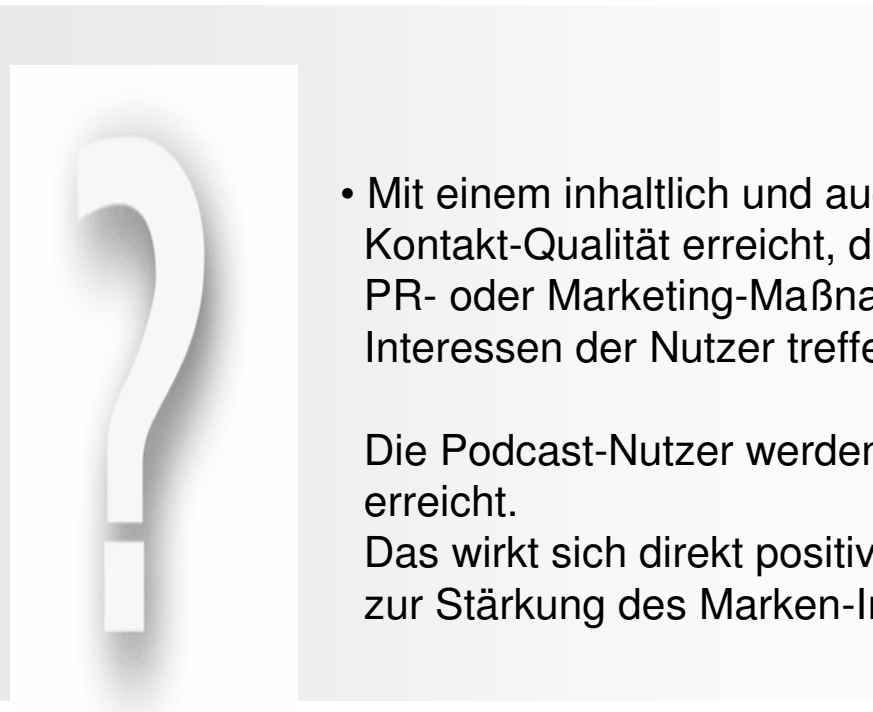 • Mit einem inhaltlich und au
Kontakt-Qualität erreicht, d
PR- oder Marketing-Maßna
Interessen der Nutzer treffe
Die Podcast-Nutzer werden
erreicht.
Das wirkt sich direkt positiv
zur Stärkung des Marken-I